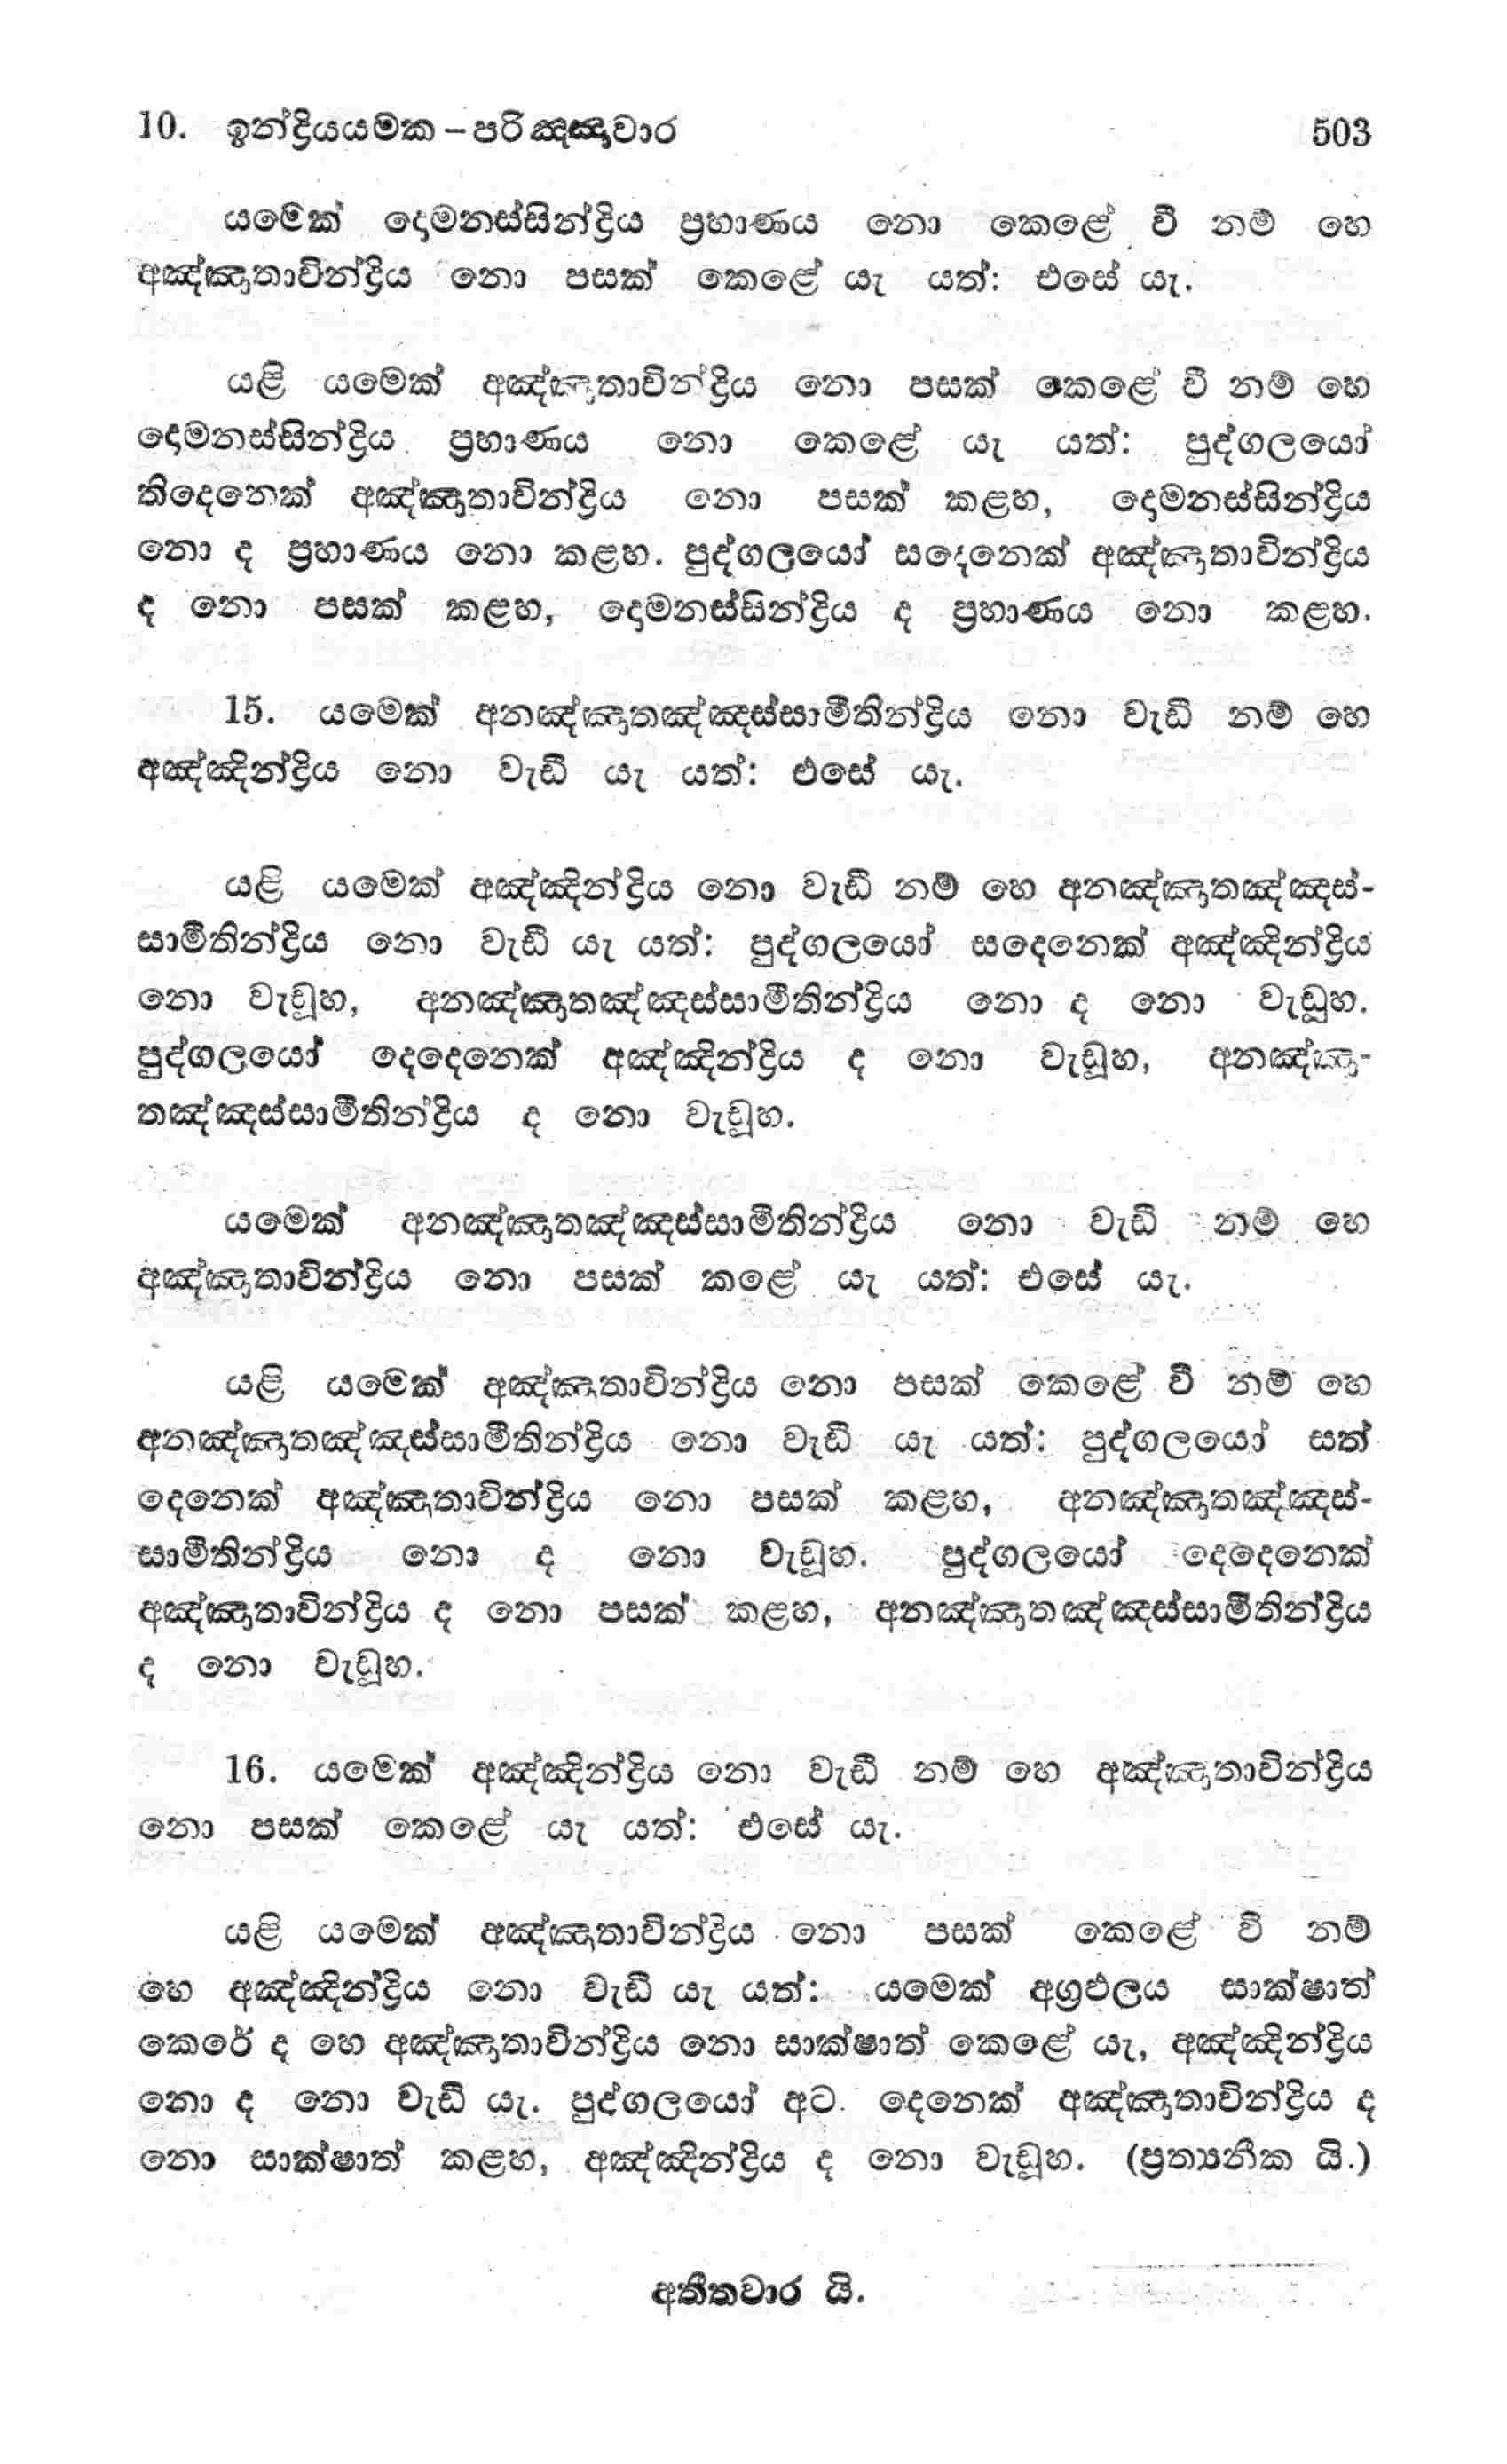 10. ඉන්ද්‍රියයමක – පරිඤ්ඤාවාර 503
යමෙක් දොමනස්සින්ද්‍රිය ප්‍රහාණය නො කෙළේ වී නම් හෙ
අඤ්ඤාතාවින්ද්‍රිය නො පසක් කෙළේ යැ යත්: එසේ යැ.
යළි යමෙක් අඤ්ඤාතාවින්ද්‍රිය නො පසක් කෙළේ වී නම් හෙ
දොමනස්සින්ද්‍රිය ප්‍රහාණය නො කෙළේ යැ යත්: පුද්ගලයෝ
තිදෙනෙක් අඤ්ඤාතාවින්ද්‍රිය නො පසක් කළහ, දොමනස්සින්ද්‍රිය
නො ද ප්‍රහාණය නො කළහ. පුද්ගලයෝ සදෙනෙක් අඤ්ඤාතාවින්ද්‍රිය
ද නො පසක් කළහ, දොමනස්සින්ද්‍රිය ද ප්‍රහාණය නො කළහ.
15. යමෙක් අනඤ්ඤාතඤ්ඤස්සාමීතින්ද්‍රිය නො වැඩී නම් හෙ
අඤ්ඤින්ද්‍රිය නො වැඩී යැ යත්: එසේ යැ.
යළි යමෙක් අඤ්ඤින්ද්‍රිය නො වැඩී නම් හෙ අනඤ්ඤාතඤ්ඤස්-
සාමීතින්ද්‍රිය නො වැඩී යැ යත්: පුද්ගලයෝ සදෙනෙක් අඤ්ඤින්ද්‍රිය
නො වැඩූහ, අනඤ්ඤාතඤ්ඤස්සාමීතින්ද්‍රිය නො ද නො වැඩූහ.
පුද්ගලයෝ දෙදෙනෙක් අඤ්ඤින්ද්‍රිය ද නො වැඩූහ, අනඤ්ඤා-
තඤ්ඤස්සාමීතින්ද්‍රිය ද නො වැඩූහ.
යමෙක් අනඤ්ඤාතඤ්ඤස්සාමීතින්ද්‍රිය නො වැඩී නම් හෙ
අඤ්ඤාතාවින්ද්‍රිය නො පසක් කළේ යැ යත්: එසේ යැ.
යළි යමෙක් අඤ්ඤාතාවින්ද්‍රිය නො පසක් කෙළේ වී නම් හෙ
අනඤ්ඤාතඤ්ඤස්සාමීතින්ද්‍රිය නො වැඩී යැ යත්: පුද්ගලයෝ සත්
දෙනෙක් අඤ්ඤාතාවින්ද්‍රිය නො පසක් කළහ, අනඤ්ඤාතඤ්ඤස්-
සාමීතින්ද්‍රිය නො ද නො වැඩූහ. පුද්ගලයෝ දෙදෙනෙක්
අඤ්ඤාතාවින්ද්‍රිය ද නො පසක් කළහ, අනඤ්ඤාතඤ්ඤස්සාමීතින්ද්‍රිය
ද නො වැඩූහ.
16. යමෙක් අඤ්ඤින්ද්‍රිය නො වැඩී නම් හෙ අඤ්ඤාතාවින්ද්‍රිය
නො පසක් කෙළේ යැ යත්: එසේ යැ.
යළි යමෙක් අඤ්ඤාතාවින්ද්‍රිය නො පසක් කෙළේ වී නම්
හෙ අඤ්ඤින්ද්‍රිය නො වැඩී යැ යත්: යමෙක් අග්‍රඵලය සාක්ෂාත්
කෙරේ ද හෙ අඤ්ඤාතාවින්ද්‍රිය නො සාක්ෂාත් කෙළේ යැ, අඤ්ඤින්ද්‍රිය
නො ද නො වැඩී යැ. පුද්ගලයෝ අට දෙනෙක් අඤ්ඤාතාවින්ද්‍රිය ද
නො සාක්ෂාත් කළහ, අඤ්ඤින්ද්‍රිය ද නො වැඩූහ. (ප්‍රත්‍යනීක යි.)
අතීතවාර යි.